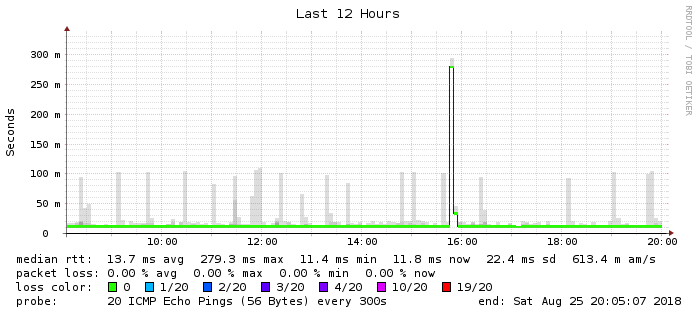 Last 12 Hours
RRDTOOL / TOBI OETIKER
Seconds
300 m
250 m
200 m
150 m
100 m
50 m
0
10:00 12:00 14:00 16:00 18:00 20:00
median rtt: 13.7 ms avg 279.3 ms max 11.4 ms min 11.8 ms now 22.4 ms sd 613.4 m am/s
packet loss: 0.00 % avg 0.00 % max 0.00 % min 0.00 % now
loss color: 0 1/20 2/20 3/20 4/20 10/20 19/20
probe: 20 ICMP Echo Pings (56 Bytes) every 300s end: Sat Aug 25 20:05:07 2018